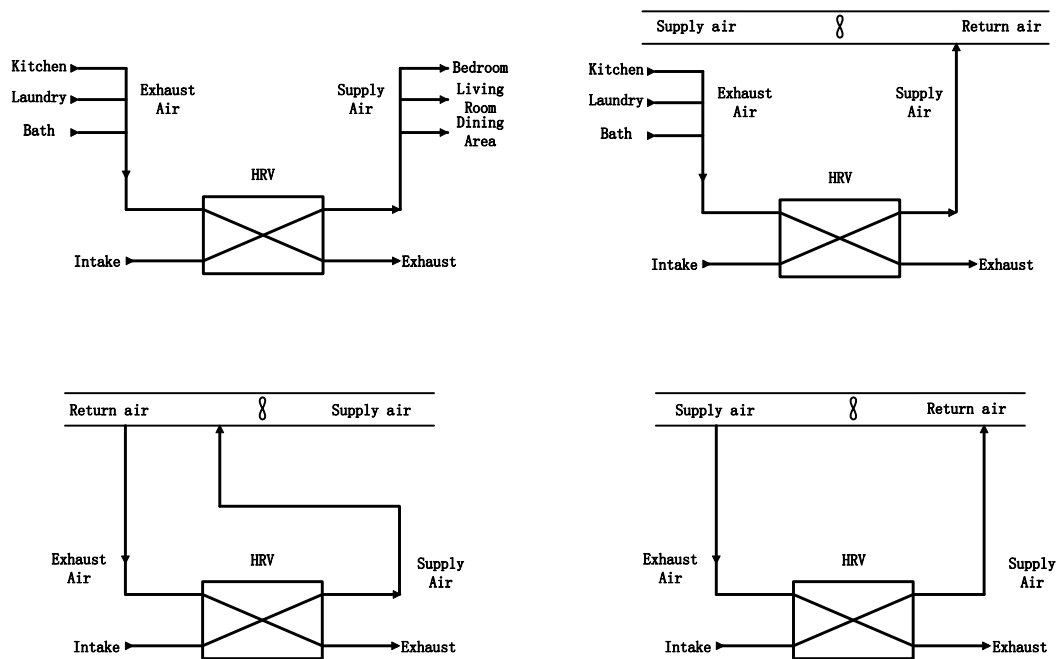 Kitchen
Laundry
Bath
Exhaust
Air
Supply
Air
Bedroom
Living
Room
Dining
Area
HRV
Intake
Exhaust
Supply air
Return air
Kitchen
Laundry
Bath
Exhaust
Air
Supply
Air
HRV
Intake
Exhaust
Return air
Supply air
Exhaust
Air
HRV
Supply
Air
Intake
Exhaust
Supply air
Return air
Exhaust
Air
HRV
Supply
Air
Intake
Exhaust